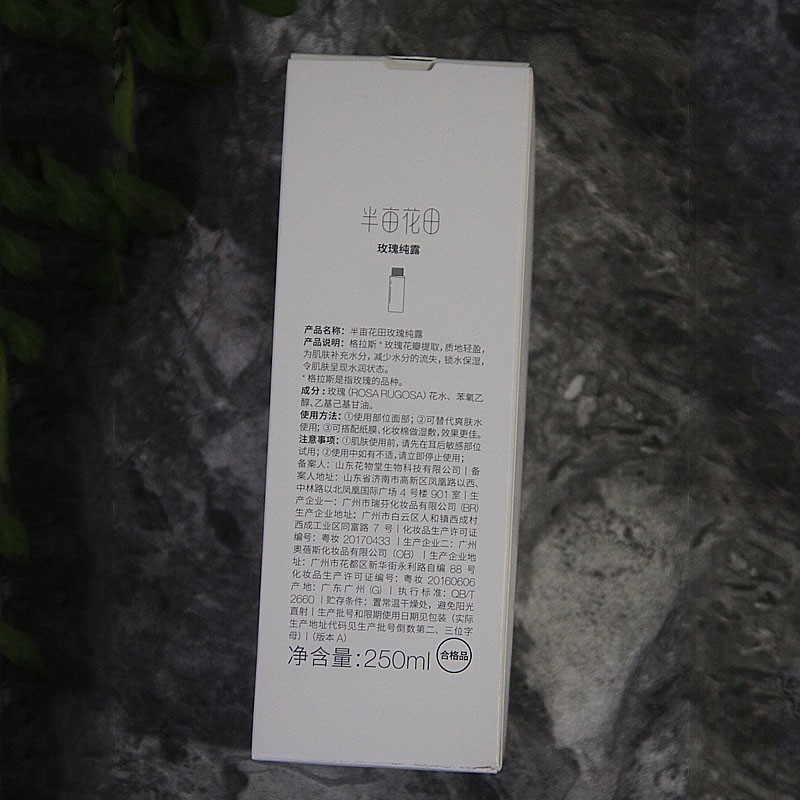 半亩花田
玫瑰纯露
产品名称：半亩花田玫瑰纯露
产品说明：格拉斯*玫瑰花瓣提取，质地轻盈，
为肌肤补充水分，减少水分的流失，锁水保湿，
令肌肤呈现水润状态。
*格拉斯是指玫瑰的品种。
成分：玫瑰（ROSA RUGOSA）花水、苯氧乙
醇、乙基己基甘油。
使用方法：①使用部位面部；②可替代爽肤水
使用；③可搭配纸膜、化妆棉做湿敷，效果更佳。
注意事项：①肌肤使用前，请先在耳后敏感部位
试用；②使用中如有不适，请立即停止使用；
备案人：山东花物堂生物科技有限公司｜备
案人地址：山东省济南市高新区凤凰路以西、
中林路以北凤凰国际广场 4 号楼 901 室｜生
产企业一：广州市瑞芬化妆品有限公司（BR）
生产企业地址：广州市白云区人和镇西成村
西成工业区同富路 7 号｜化妆品生产许可证
编号：粤妆 20170433｜生产企业二：广州
奥蓓斯化妆品有限公司（OB）｜生产企业地
址：广州市花都区新华街永利路自编 88 号
化妆品生产许可证编号：粤妆 20160606
产地：广东广州（G）｜执行标准：QB/T
2660｜贮存条件：置常温干燥处，避免阳光
直射｜生产批号和限期使用日期见包装（实际
生产地址代码见生产批号倒数第二、三位字
母）｜（版本 A）
净含量：250ml 合格品